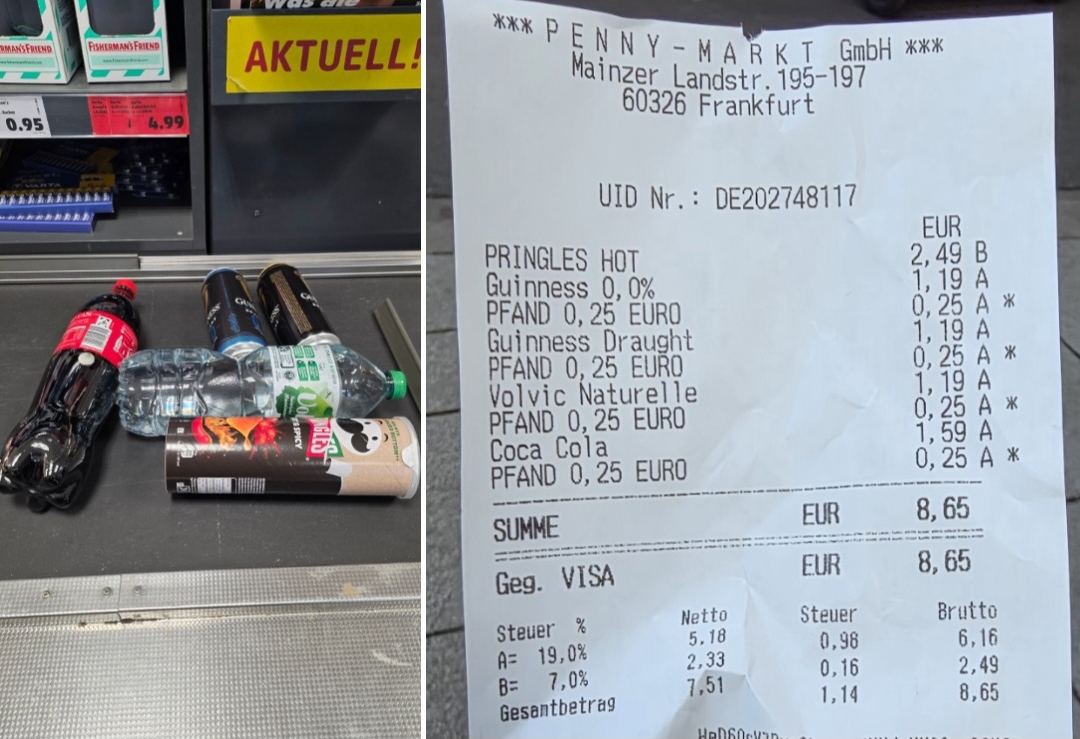 FISHERMAN'S FRIEND
FISHERMAN'S FRIEND
0.95
4.99
AKTUELL!
VARTA
*** PENNY-MARKT GmbH ***
Mainzer Landstr.195-197
60326 Frankfurt
UID Nr.: DE202748117
EUR
PRINGLES HOT 2,49 B
Guinness 0,0% 1,19 A
PFAND 0,25 EURO 0,25 A *
Guinness Draught 1,19 A
PFAND 0,25 EURO 0,25 A *
Volvic Naturelle 1,19 A
PFAND 0,25 EURO 0,25 A *
Coca Cola 1,59 A
PFAND 0,25 EURO 0,25 A *
SUMME EUR 8,65
Geg. VISA EUR 8,65
Steuer % Netto Steuer Brutto
A= 19,0% 5,18 0,98 6,16
B= 7,0% 2,33 0,16 2,49
Gesamtbetrag 7,51 1,14 8,65